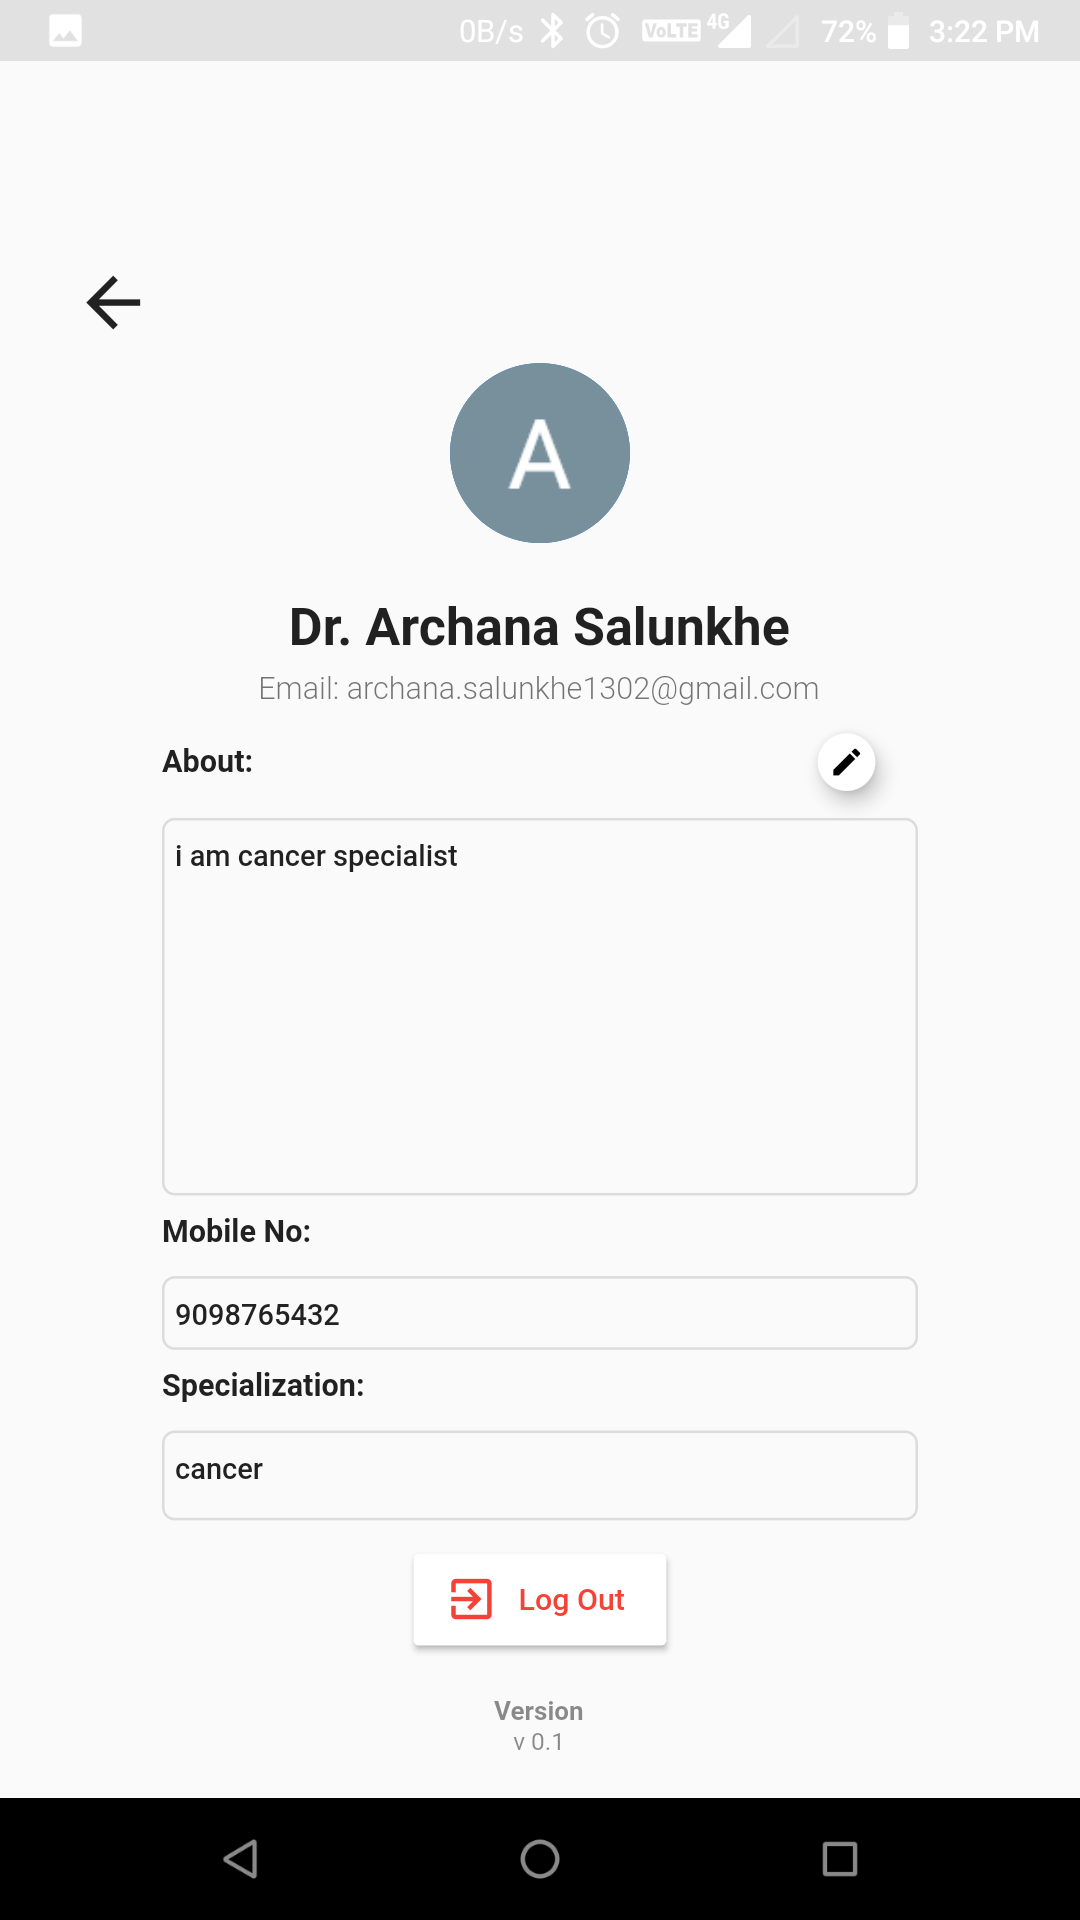 0B/s VoLTE 4G 72% 3:22 PM
A
Dr. Archana Salunkhe
Email: archana.salunkhe1302@gmail.com
About:
i am cancer specialist
Mobile No:
9098765432
Specialization:
cancer
Log Out
Version
v 0.1